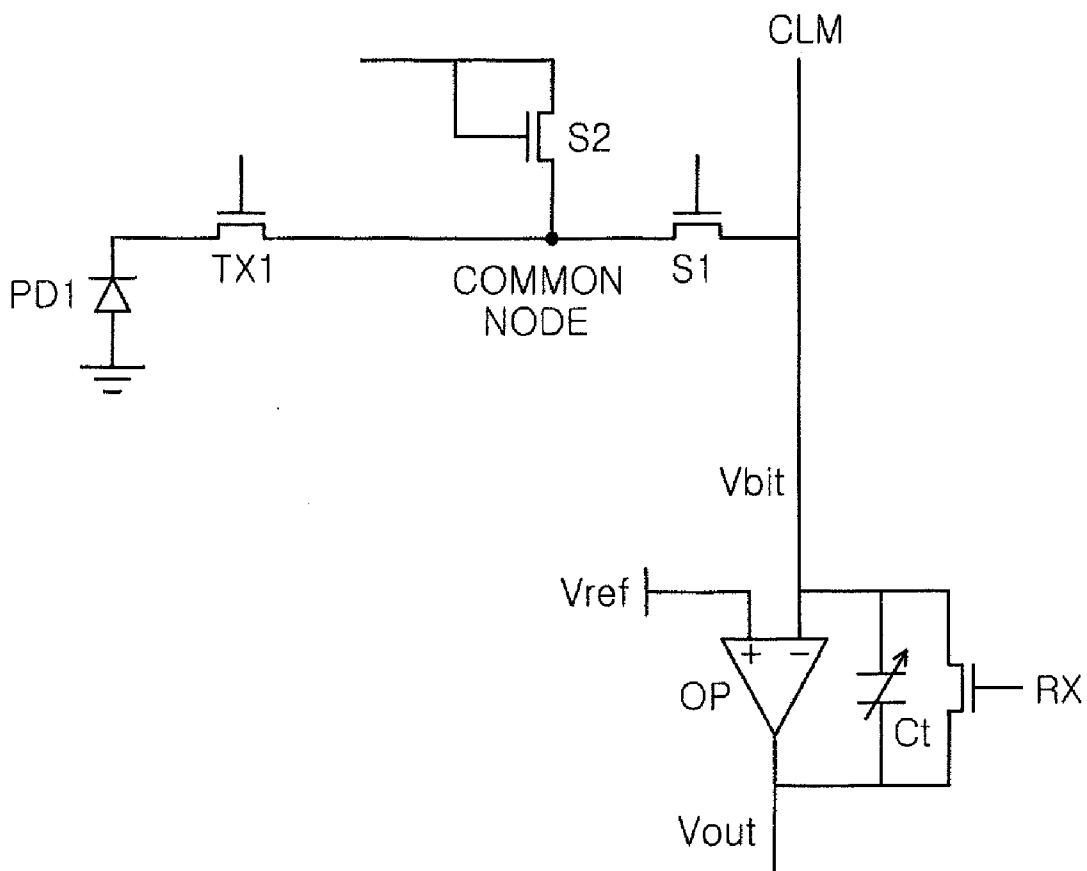 CLM
S2
TX1
S1
COMMON
NODE
PD1
Vbit
Vref
+
−
OP
Ct
RX
Vout